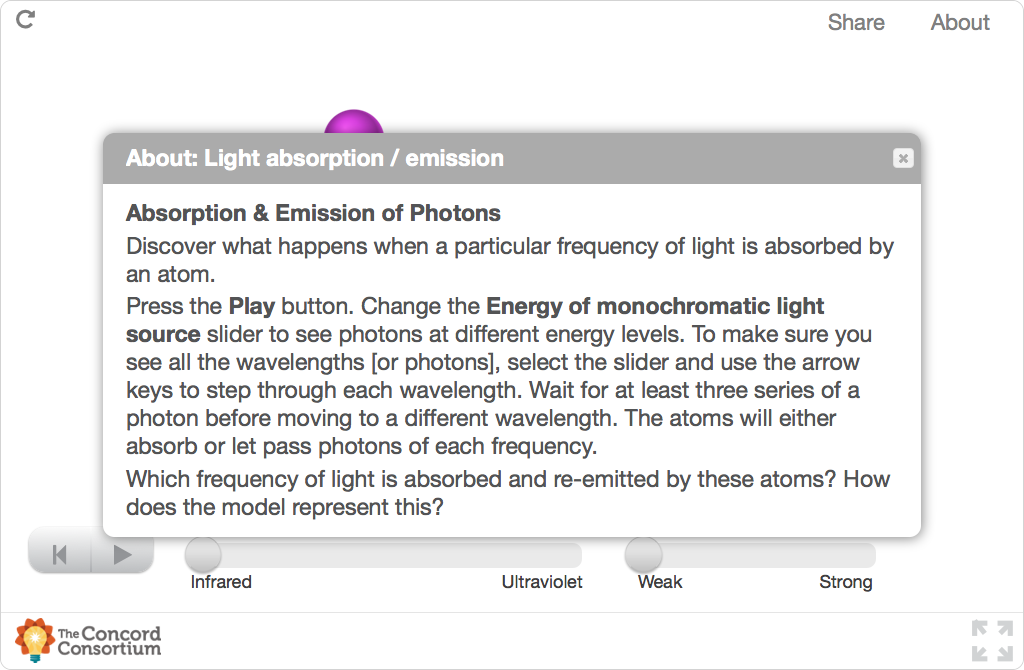 Share About
About: Light absorption / emission
Absorption & Emission of Photons
Discover what happens when a particular frequency of light is absorbed by
an atom.
Press the Play button. Change the Energy of monochromatic light
source slider to see photons at different energy levels. To make sure you
see all the wavelengths [or photons], select the slider and use the arrow
keys to step through each wavelength. Wait for at least three series of a
photon before moving to a different wavelength. The atoms will either
absorb or let pass photons of each frequency.
Which frequency of light is absorbed and re-emitted by these atoms? How
does the model represent this?
Infrared Ultraviolet Weak Strong
The Concord
Consortium